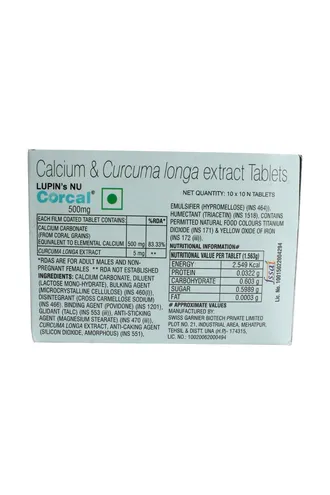 Calcium & Curcuma longa extract Tablets
LUPIN's NU
Corcal®
500mg
EACH FILM COATED TABLET CONTAINS: %RDA*
CALCIUM CARBONATE
(FROM CORAL GRAINS)
EQUIVALENT TO ELEMENTAL CALCIUM 500 mg 83.33%
CURCUMA LONGA EXTRACT 5 mg **
*RDAS FOR ADULT MALES AND NON-
PREGNANT FEMALES ** RDA NOT ESTABLISHED
INGREDIENTS: CALCIUM CARBONATE, DILUENT
(LACTOSE MONO-HYDRATE), BULKING AGENT
(MICROCRYSTALLINE CELLULOSE) (INS 460(i)),
DISINTEGRANT (CROSS CARMELLOSE SODIUM)
(INS 466), BINDING AGENT (POVIDONE) (INS 1201),
GLIDANT (TALC) (INS 553 (iii)), ANTI-STICKING
AGENT (MAGNESIUM STEARATE) (INS 470 (iii)),
CURCUMA LONGA EXTRACT, ANTI-CAKING AGENT
(SILICON DIOXIDE, AMORPHOUS) (INS 551),
NET QUANTITY: 10 x 10 N TABLETS
EMULSIFIER (HYPROMELLOSE) (INS 464)),
HUMECTANT (TRIACETIN) (INS 1518), CONTAINS
PERMITTED NATURAL FOOD COLOURS TITANIUM
DIOXIDE (INS 171) & YELLOW OXIDE OF IRON
(INS 172 (iii)).
NUTRITIONAL INFORMATION#
NUTRITIONAL VALUE PER TABLET (1.563g)
ENERGY 2.549 Kcal
PROTEIN 0.0322 g
CARBOHYDRATE 0.603 g
SUGAR 0.5989 g
FAT 0.0003 g
# APPROXIMATE VALUES
MANUFACTURED BY:
SWISS GARNIER BIOTECH PRIVATE LIMITED
PLOT NO. 21, INDUSTRIAL AREA, MEHATPUR,
TEHSIL & DISTT. UNA (H.P)- 174315.
LIC. NO.: 10020062000494
fssai